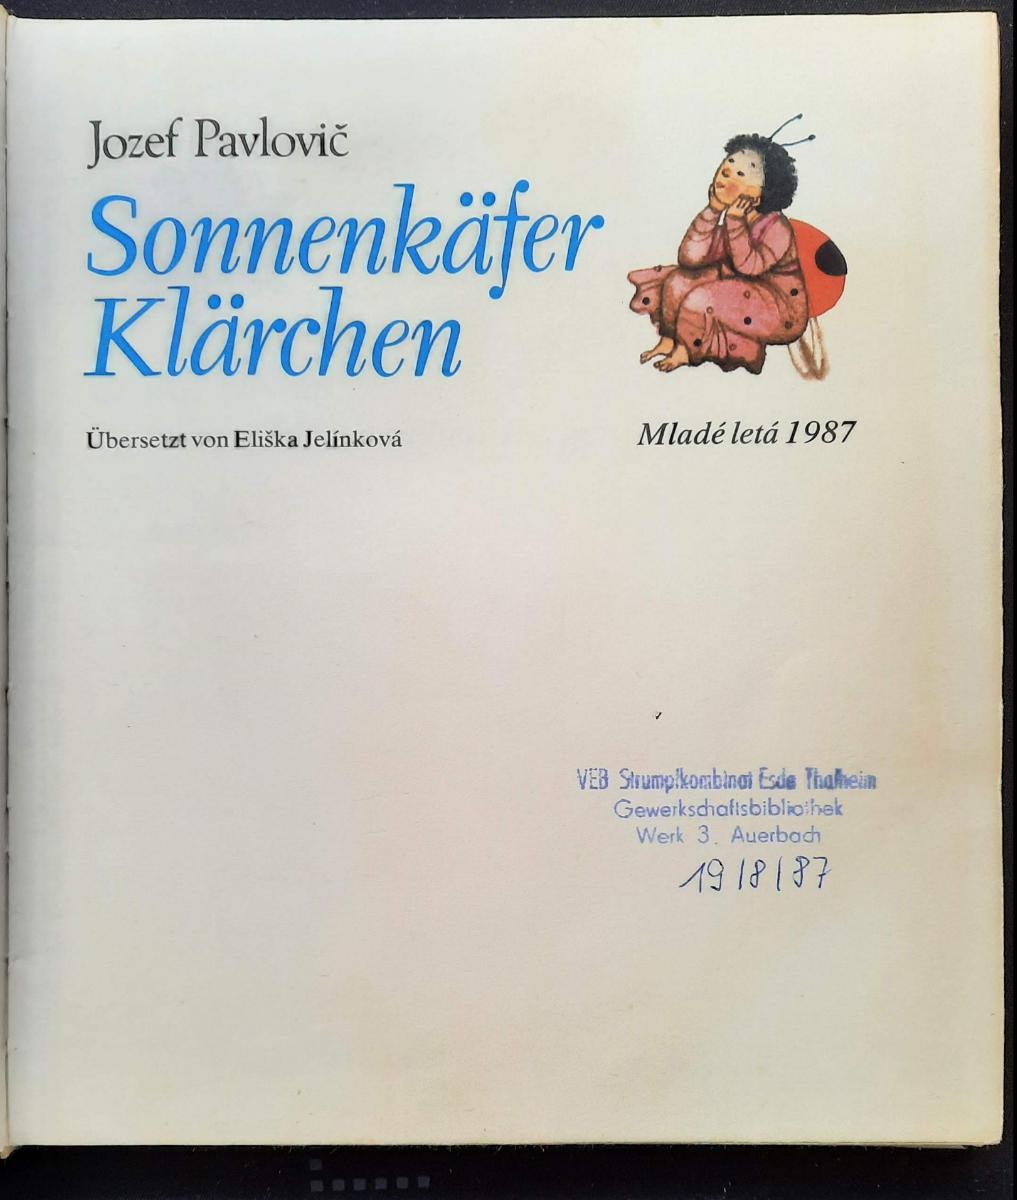 Jozef Pavlovič
Sonnenkäfer
Klärchen
Übersetzt von Eliška Jelínková
Mladé letá 1987
VEB Strumpfkombinat Esda Thalheim
Gewerkschaftsbibliothek
Werk 3. Auerbach
19/8/87